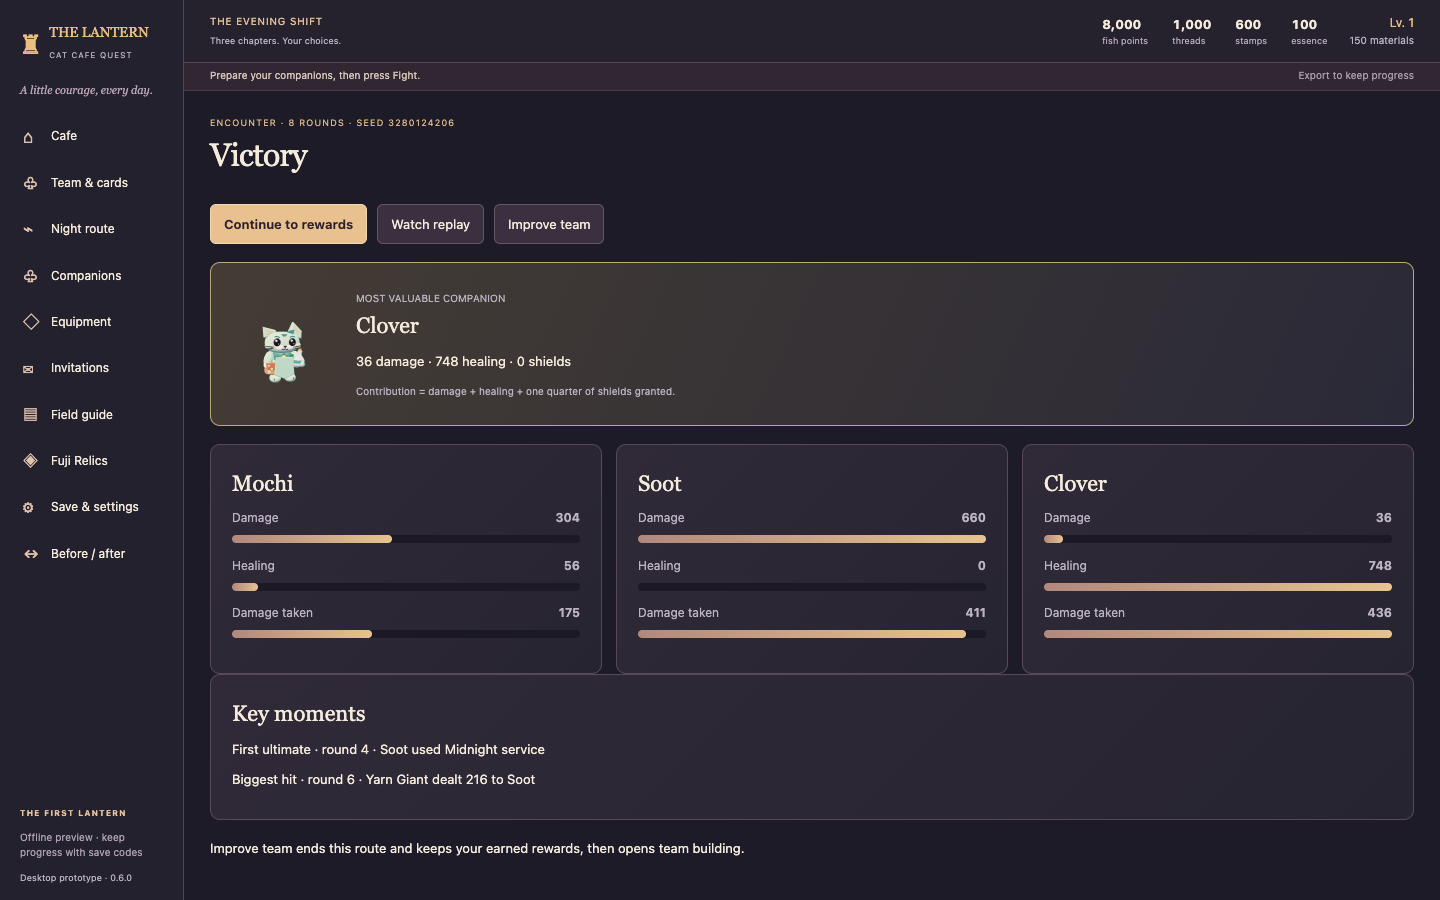 THE LANTERN
CAT CAFE QUEST
A little courage, every day.
Cafe
Team & cards
Night route
Companions
Equipment
Invitations
Field guide
Fuji Relics
Save & settings
Before / after
THE FIRST LANTERN
Offline preview · keep
progress with save codes
Desktop prototype · 0.6.0
THE EVENING SHIFT
Three chapters. Your choices.
8,000 fish points
1,000 threads
600 stamps
100 essence
Lv. 1
150 materials
Prepare your companions, then press Fight.
Export to keep progress
ENCOUNTER · 8 ROUNDS · SEED 3280124206
Victory
Continue to rewards
Watch replay
Improve team
MOST VALUABLE COMPANION
Clover
36 damage · 748 healing · 0 shields
Contribution = damage + healing + one quarter of shields granted.
Mochi
Damage 304
Healing 56
Damage taken 175
Soot
Damage 660
Healing 0
Damage taken 411
Clover
Damage 36
Healing 748
Damage taken 436
Key moments
First ultimate · round 4 · Soot used Midnight service
Biggest hit · round 6 · Yarn Giant dealt 216 to Soot
Improve team ends this route and keeps your earned rewards, then opens team building.